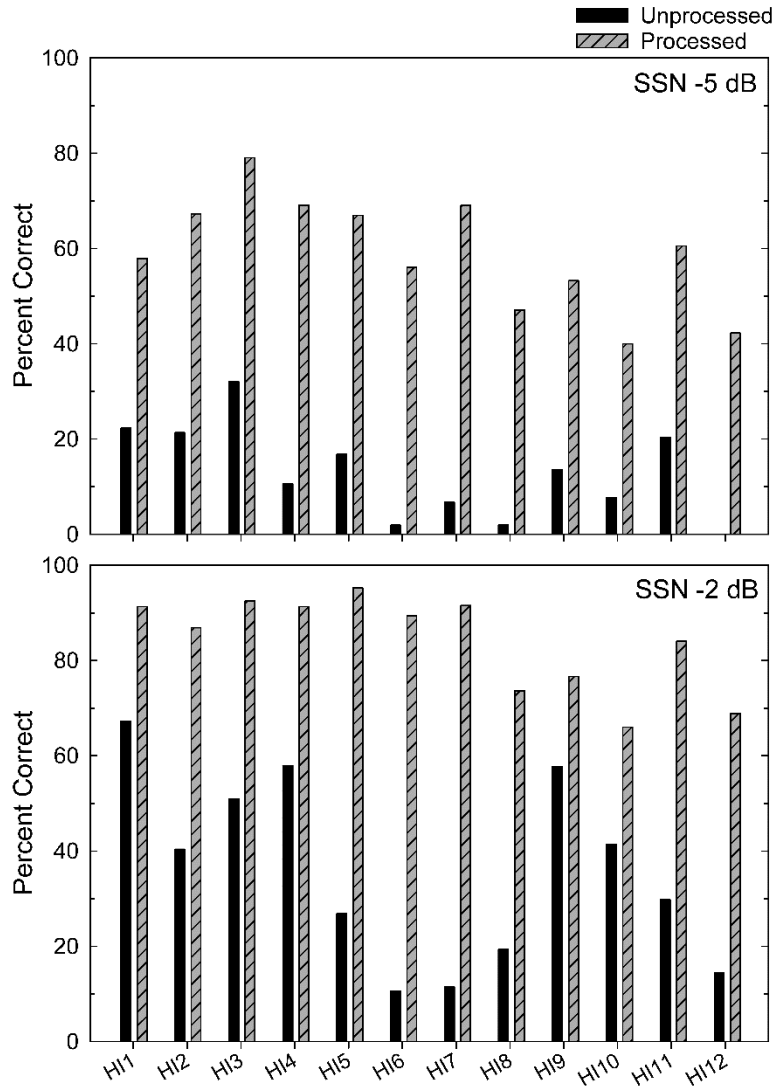 Unprocessed
Processed
SSN -5 dB
100
80
60
40
20
0
Percent Correct
SSN -2 dB
100
80
60
40
20
0
Percent Correct
HI1 HI2 HI3 HI4 HI5 HI6 HI7 HI8 HI9 HI10 HI11 HI12